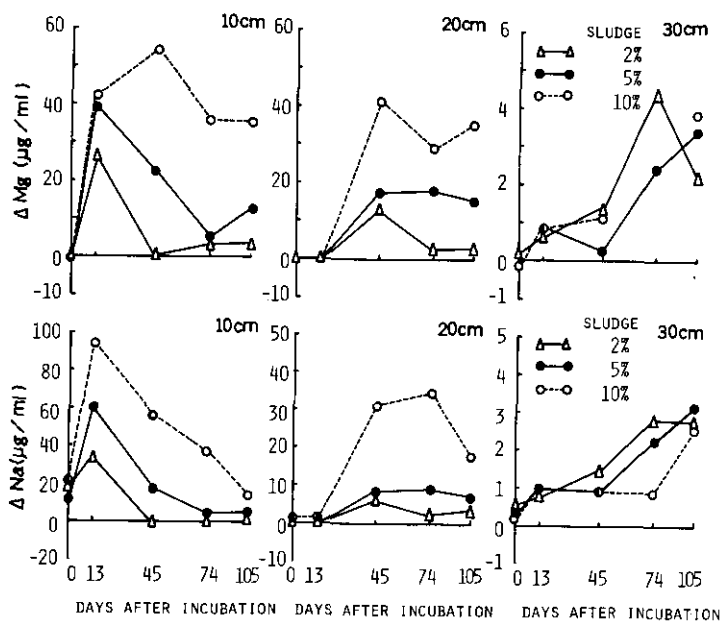 10cm
20cm
30cm
SLUDGE
2%
5%
10%
Δ Mg (µg/ml)
60
40
20
0
-10
60
40
20
0
-10
6
4
2
1
0
-1
10cm
20cm
30cm
SLUDGE
2%
5%
10%
Δ Na(µg/ml)
100
80
60
40
20
0
-20
50
40
30
20
10
0
-10
5
4
3
2
1
0
-1
0 13 45 74 105
0 13 45 74 105
0 13 45 74 105
DAYS AFTER INCUBATION
DAYS AFTER INCUBATION
DAYS AFTER INCUBATION